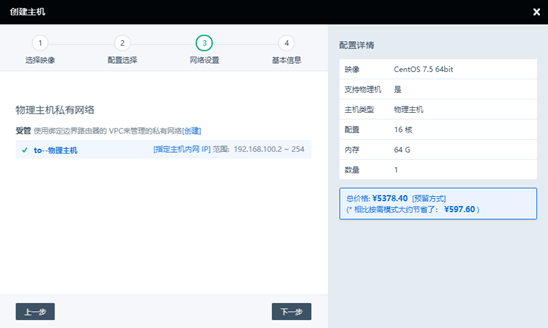 创建主机
1 2 3 4
选择映像 配置选择 网络设置 基本信息
物理主机私有网络
受管 使用绑定边界路由器的 VPC来管理的私有网络[创建]
to--物理主机 [指定主机内网 IP] 范围: 192.168.100.2 ~ 254
上一步 下一步
配置详情
映像 CentOS 7.5 64bit
支持物理机 是
主机类型 物理主机
配置 16 核
内存 64 G
数量 1
总价格: ¥5378.40 [预留方式]
(* 相比按需模式大约节省了: ¥597.60 )